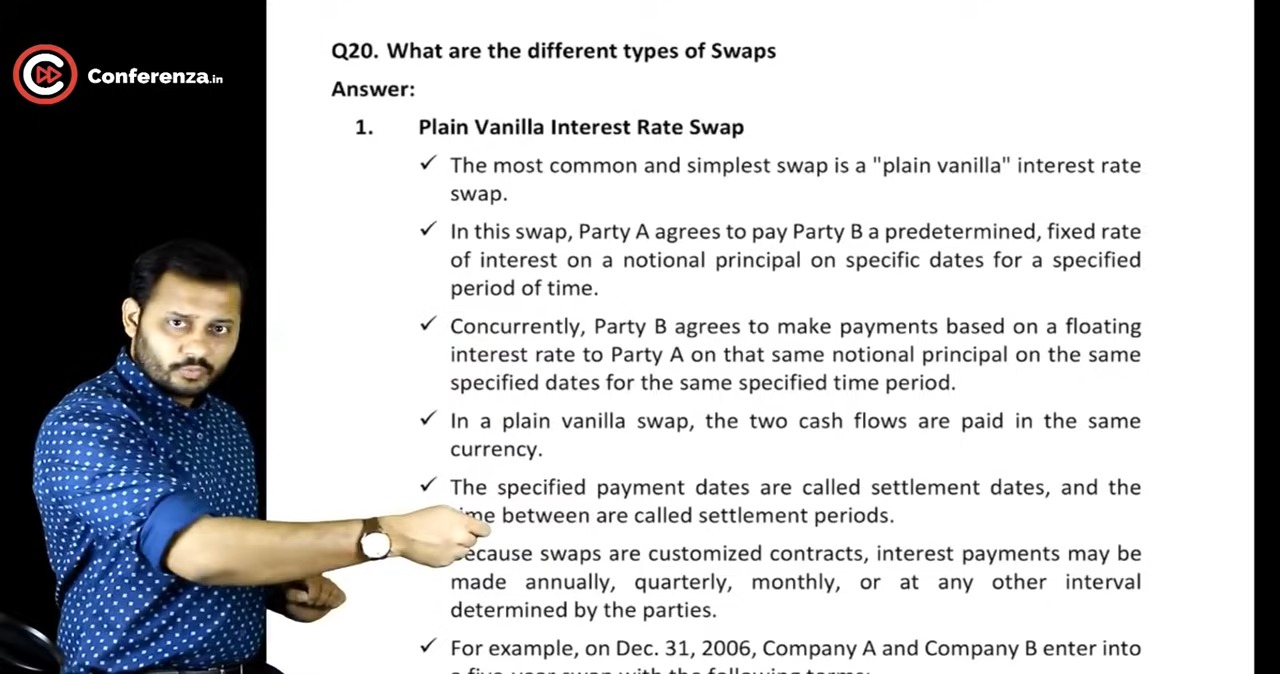 Conferenza.in
Q20. What are the different types of Swaps
Answer:
1. Plain Vanilla Interest Rate Swap
✓ The most common and simplest swap is a "plain vanilla" interest rate
swap.
✓ In this swap, Party A agrees to pay Party B a predetermined, fixed rate
of interest on a notional principal on specific dates for a specified
period of time.
✓ Concurrently, Party B agrees to make payments based on a floating
interest rate to Party A on that same notional principal on the same
specified dates for the same specified time period.
✓ In a plain vanilla swap, the two cash flows are paid in the same
currency.
✓ The specified payment dates are called settlement dates, and the
between are called settlement periods.
swaps are customized contracts, interest payments may be
made annually, quarterly, monthly, or at any other interval
determined by the parties.
✓ For example, on Dec. 31, 2006, Company A and Company B enter into
a five-year swap with the following terms: